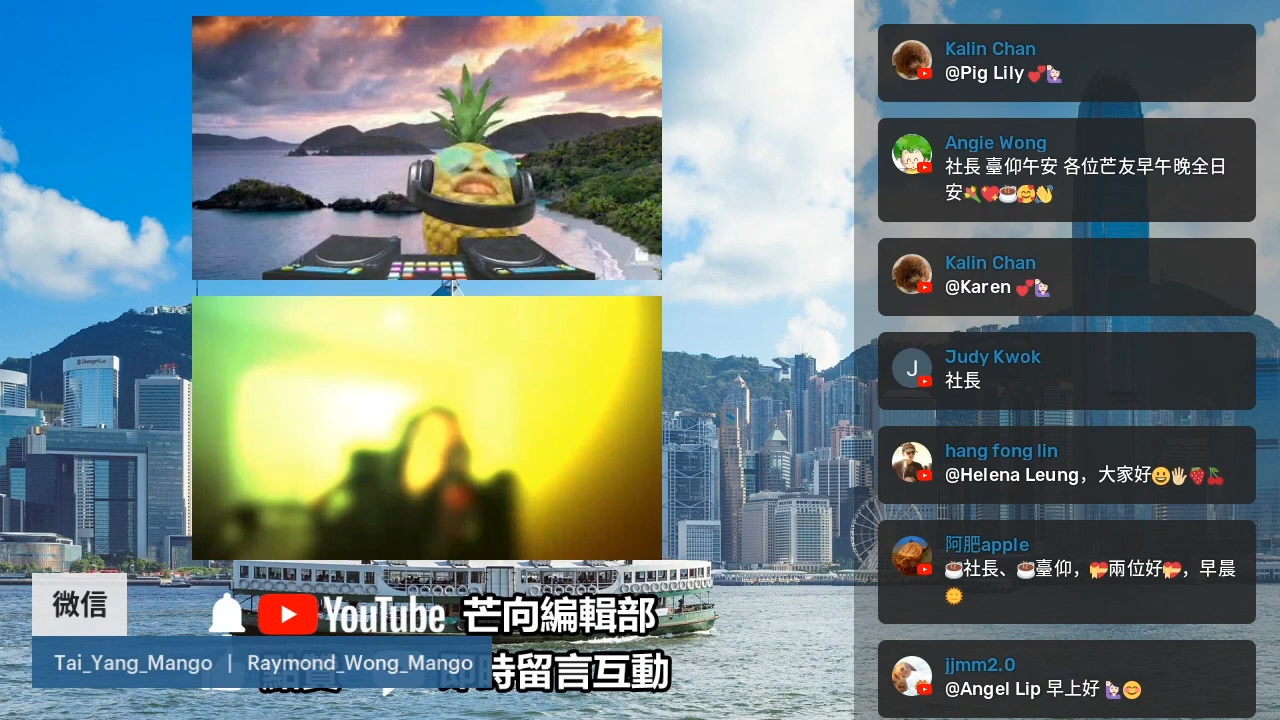 Kalin Chan
@Pig Lily 💕🙋🏻‍♀️
Angie Wong
社長 臺仰午安 各位芒友早午晚全日
安💐💖☕🥰👋
Kalin Chan
@Karen 💕🙋🏻‍♀️
J
Judy Kwok
社長
hang fong lin
@Helena Leung，大家好😀🖐🏻🍓🍒
阿肥apple
☕社長、☕臺仰，💝兩位好💝，早晨
🌞
jjmm2.0
@Angel Lip 早上好 🙋🏻‍♀️😊
Shangri-La
微信
YouTube 芒向編輯部
Tai_Yang_Mango | Raymond_Wong_Mango
即時留言互動